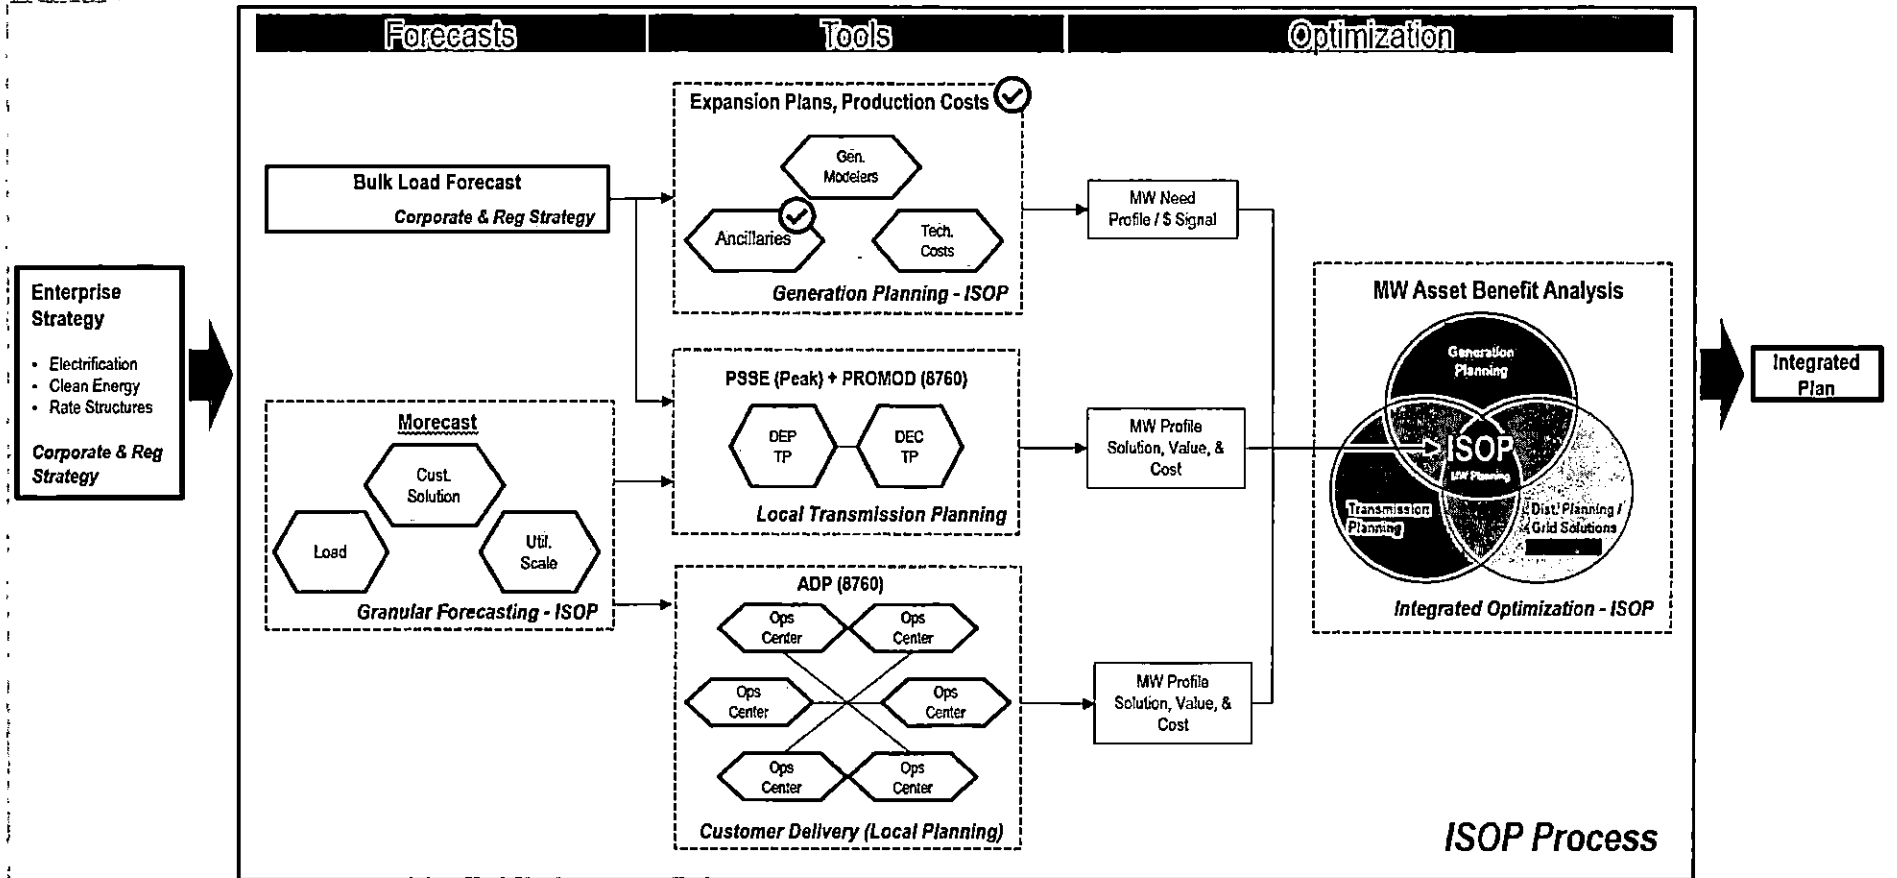 Forecasts
Tools
Optimization
Enterprise
Strategy
• Electrification
• Clean Energy
• Rate Structures
Corporate & Reg
Strategy
Bulk Load Forecast
Corporate & Reg Strategy
Morecast
Cust.
Solution
Load
Util.
Scale
Granular Forecasting - ISOP
Expansion Plans, Production Costs
Gen.
Modelers
Ancillaries
Tech.
Costs
Generation Planning - ISOP
PSSE (Peak) + PROMOD (8760)
DEP
TP
DEC
TP
Local Transmission Planning
ADP (8760)
Ops
Center
Ops
Center
Ops
Center
Ops
Center
Ops
Center
Ops
Center
Customer Delivery (Local Planning)
MW Need
Profile / $ Signal
MW Profile
Solution, Value, &
Cost
MW Profile
Solution, Value, &
Cost
MW Asset Benefit Analysis
Generation
Planning
ISOP
MW Planning
Transmission
Planning
Dist. Planning /
Grid Solutions
Integrated Optimization - ISOP
Integrated
Plan
ISOP Process